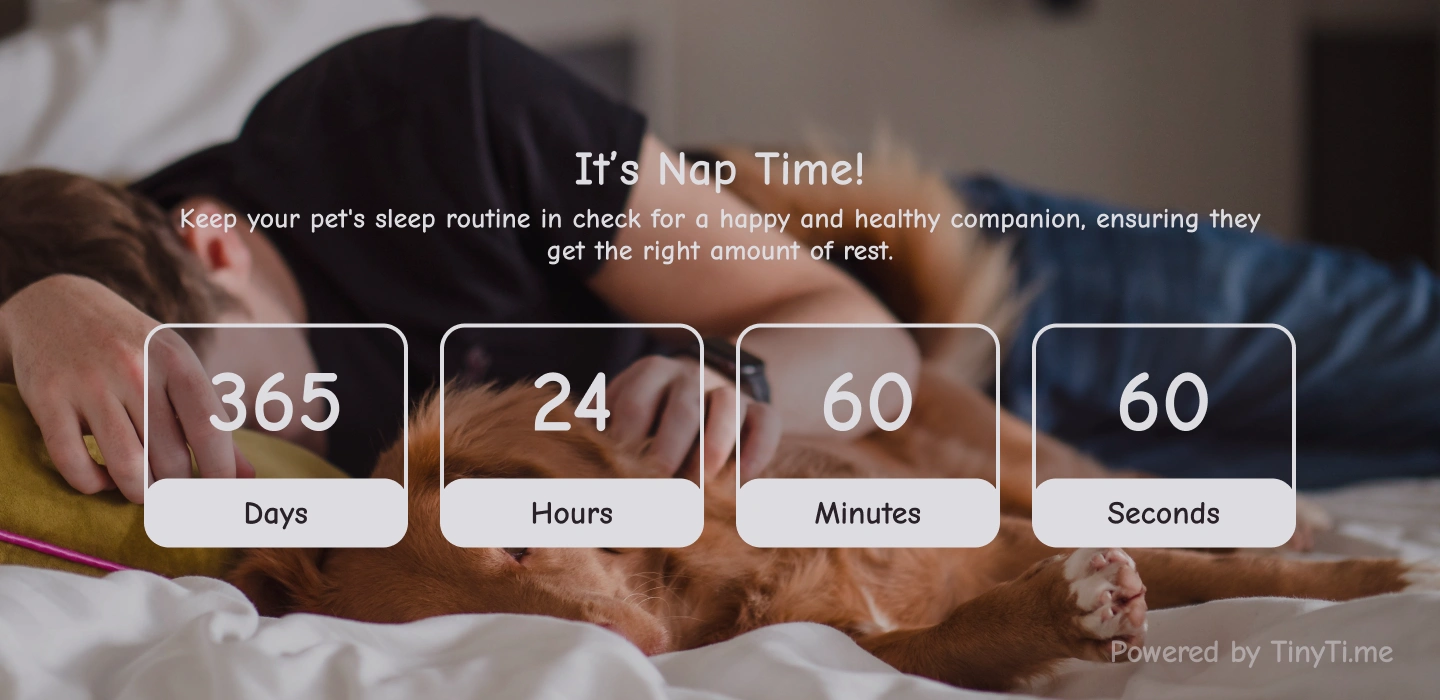 It's Nap Time!
Keep your pet's sleep routine in check for a happy and healthy companion, ensuring they
get the right amount of rest.
365 24 60 60
Days Hours Minutes Seconds
Powered by TinyTi.me